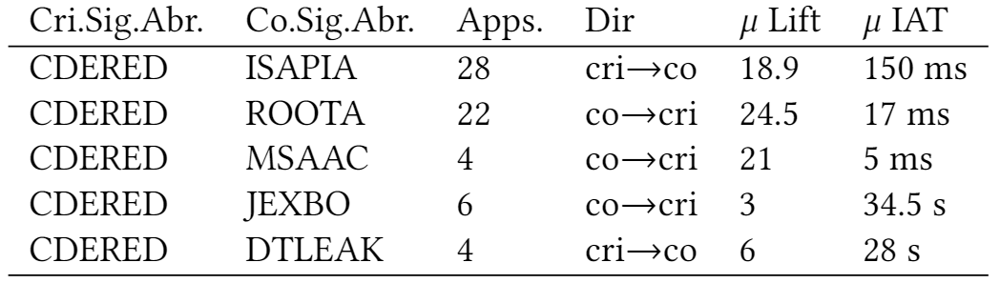 Cri.Sig.Abr. Co.Sig.Abr. Apps. Dir μ Lift μ IAT
CDERED ISAPIA 28 cri→co 18.9 150 ms
CDERED ROOTA 22 co→cri 24.5 17 ms
CDERED MSAAC 4 co→cri 21 5 ms
CDERED JEXBO 6 co→cri 3 34.5 s
CDERED DTLEAK 4 cri→co 6 28 s